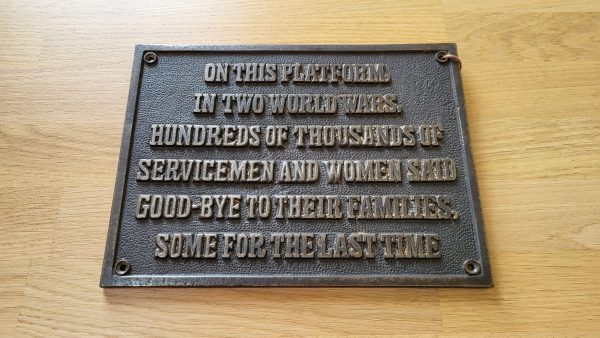 ON THIS PLATFORM,
IN TWO WORLD WARS,
HUNDREDS OF THOUSANDS OF
SERVICEMEN AND WOMEN SAID
GOOD-BYE TO THEIR FAMILIES,
SOME FOR THE LAST TIME